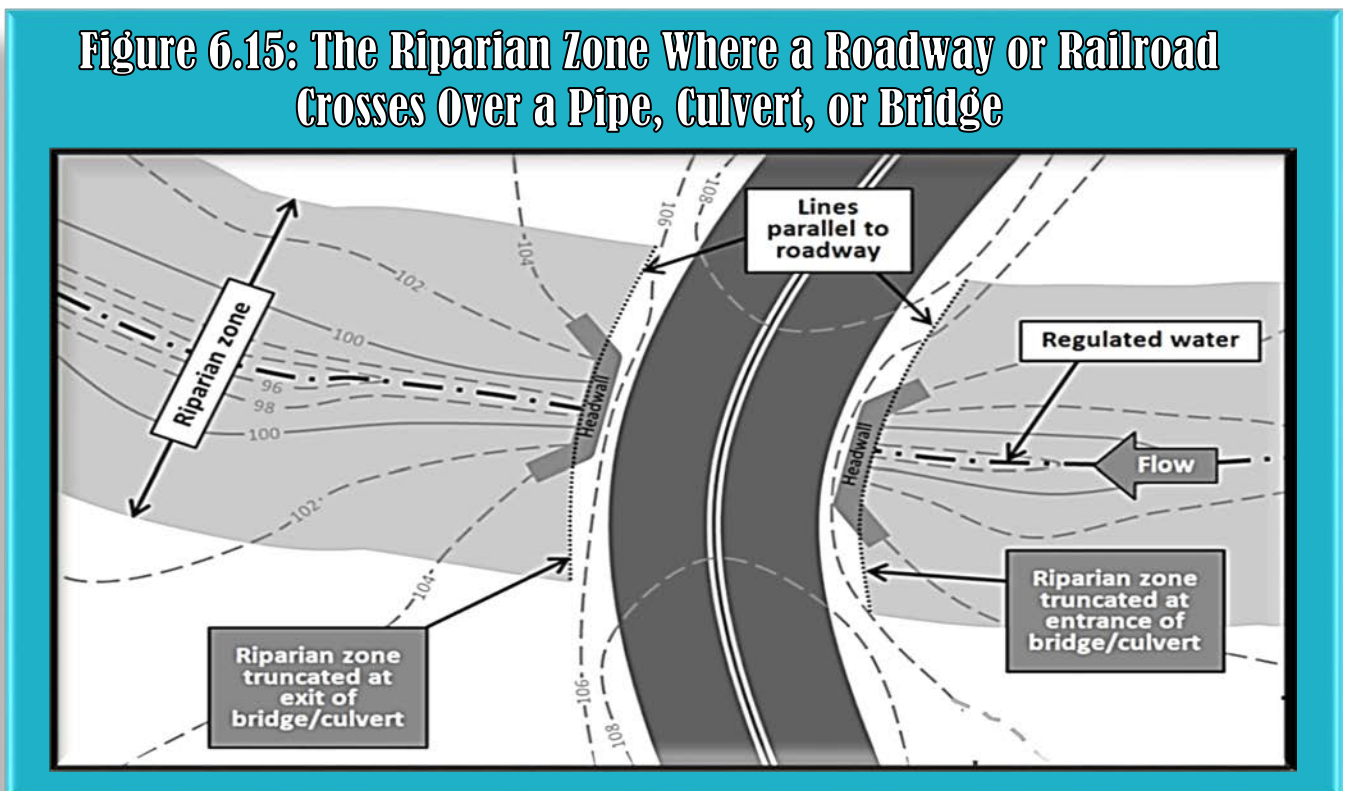 Figure 6.15: The Riparian Zone Where a Roadway or Railroad
Crosses Over a Pipe, Culvert, or Bridge
Lines
parallel to
roadway
106
108
104
102
100
Riparian zone
96
98
100
102
104
106
108
Headwall
Headwall
Regulated water
Flow
Riparian zone
truncated at
exit of
bridge/culvert
Riparian zone
truncated at
entrance of
bridge/culvert